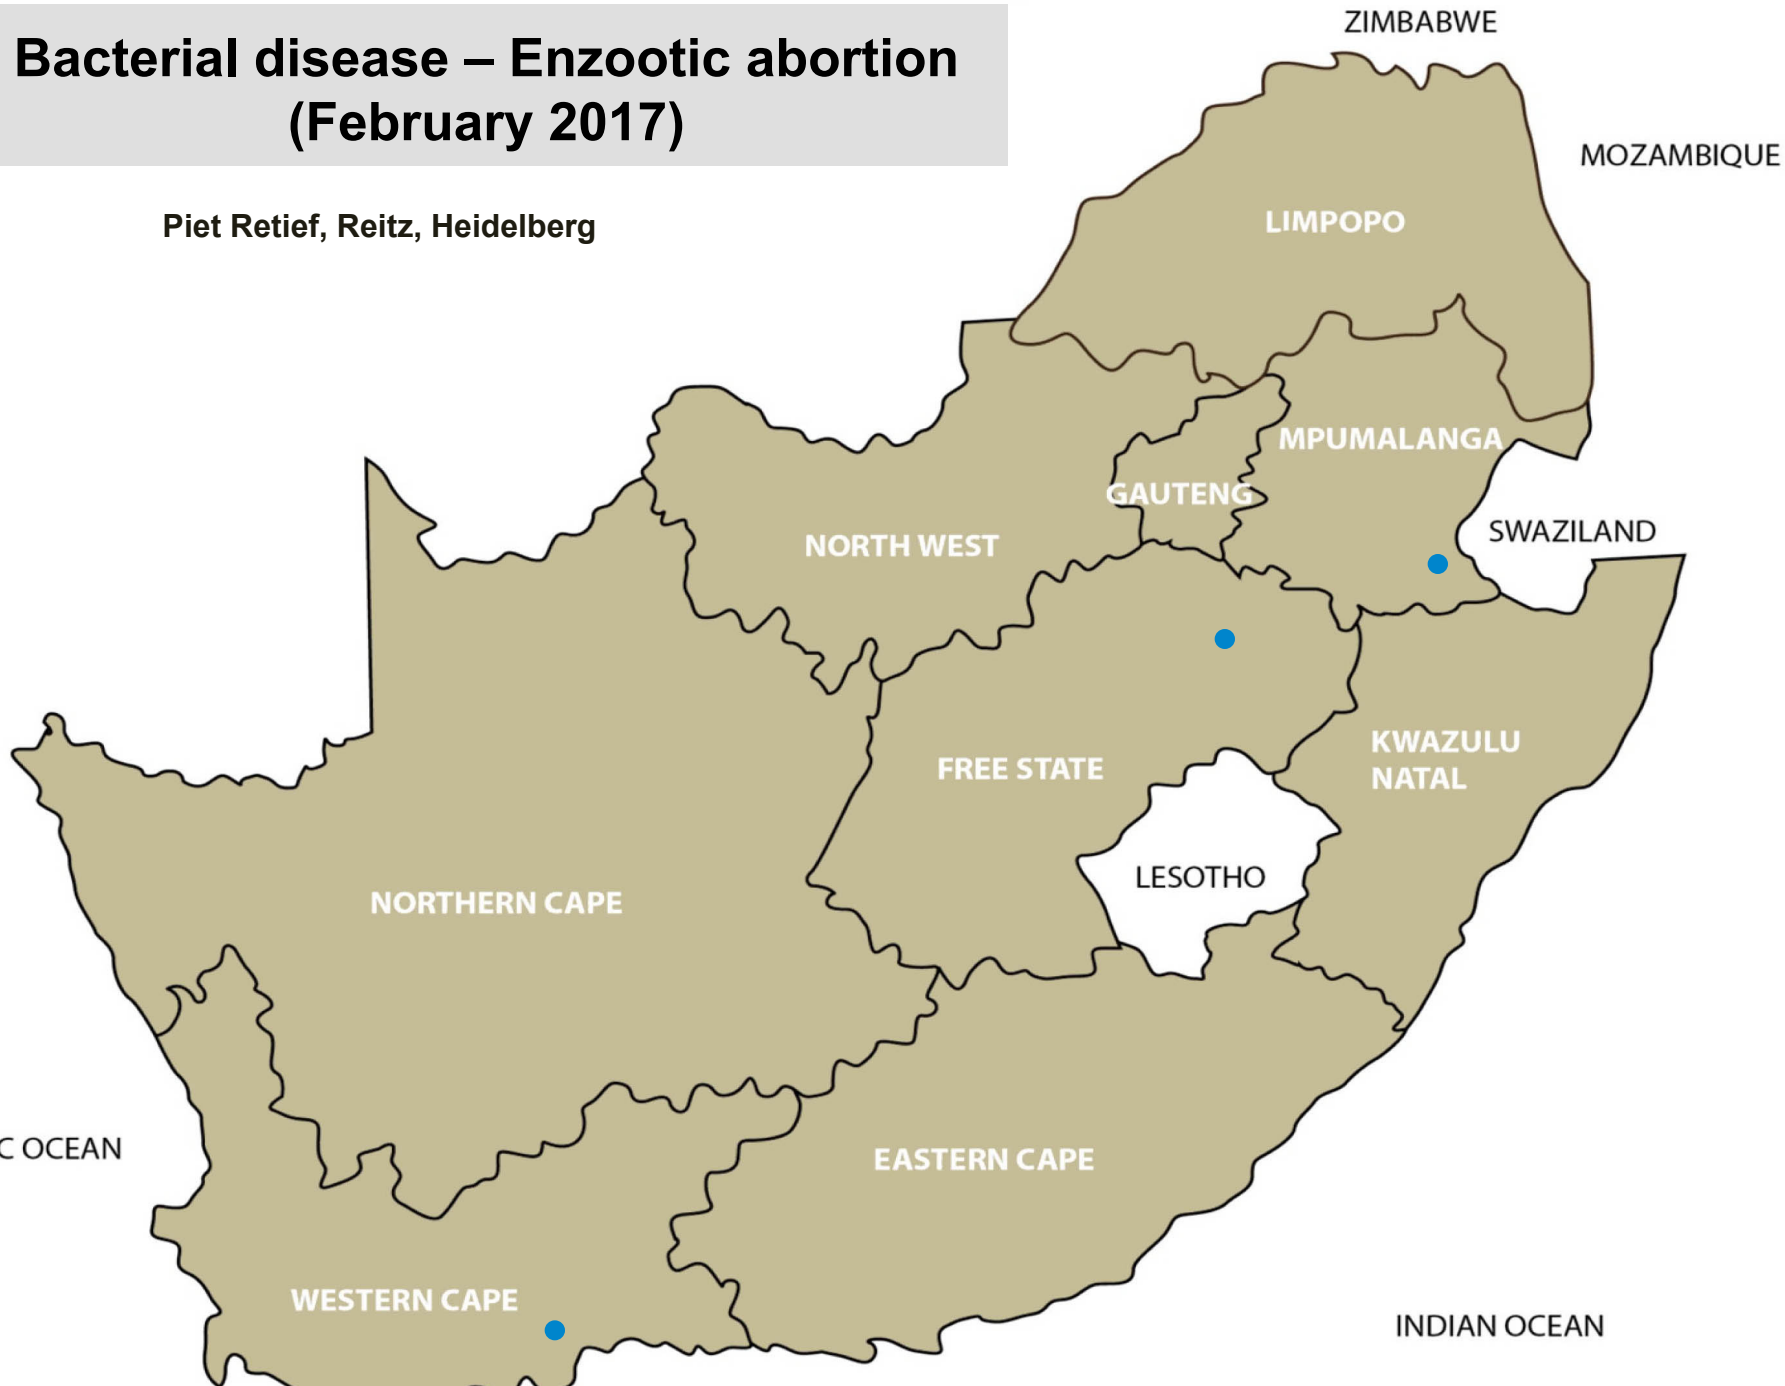 Bacterial disease – Enzootic abortion
(February 2017)
Piet Retief, Reitz, Heidelberg
ZIMBABWE
MOZAMBIQUE
LIMPOPO
MPUMALANGA
GAUTENG
SWAZILAND
NORTH WEST
KWAZULU
NATAL
FREE STATE
LESOTHO
NORTHERN CAPE
C OCEAN
EASTERN CAPE
WESTERN CAPE
INDIAN OCEAN